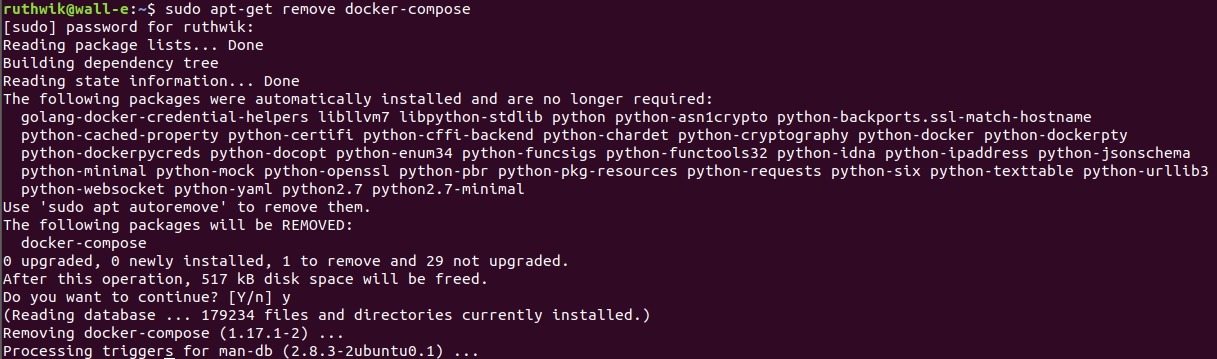 ruthwik@wall-e:~$ sudo apt-get remove docker-compose
[sudo] password for ruthwik:
Reading package lists... Done
Building dependency tree
Reading state information... Done
The following packages were automatically installed and are no longer required:
  golang-docker-credential-helpers libllvm7 libpython-stdlib python python-asn1crypto python-backports.ssl-match-hostname
  python-cached-property python-certifi python-cffi-backend python-chardet python-cryptography python-docker python-dockerpty
  python-dockerpycreds python-docopt python-enum34 python-funcsigs python-functools32 python-idna python-ipaddress python-jsonschema
  python-minimal python-mock python-openssl python-pbr python-pkg-resources python-requests python-six python-texttable python-urllib3
  python-websocket python-yaml python2.7 python2.7-minimal
Use 'sudo apt autoremove' to remove them.
The following packages will be REMOVED:
  docker-compose
0 upgraded, 0 newly installed, 1 to remove and 29 not upgraded.
After this operation, 517 kB disk space will be freed.
Do you want to continue? [Y/n] y
(Reading database ... 179234 files and directories currently installed.)
Removing docker-compose (1.17.1-2) ...
Processing triggers for man-db (2.8.3-2ubuntu0.1) ...